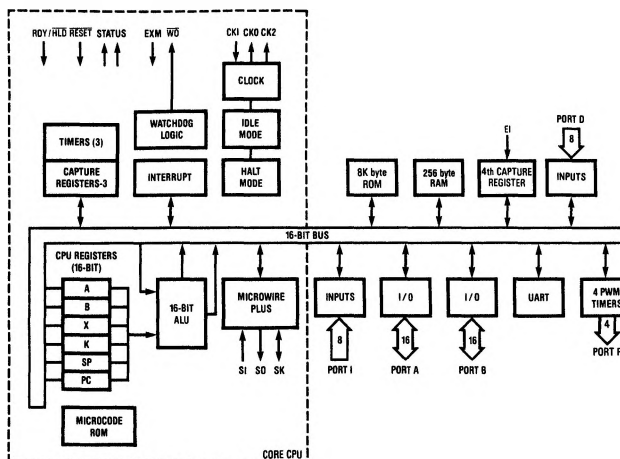 RDY/HLD RESET STATUS EXM WO CKI CKO CK2
CLOCK
WATCHDOG LOGIC
IDLE MODE
TIMERS (3)
CAPTURE REGISTERS-3
INTERRUPT
HALT MODE
PORT D
8
EI
8K byte ROM
256 byte RAM
4th CAPTURE REGISTER
INPUTS
16-BIT BUS
CPU REGISTERS (16-BIT)
A
B
X
K
SP
PC
16-BIT ALU
MICROWIRE PLUS
SI SO SK
MICROCODE ROM
CORE CPU
INPUTS
I/O
I/O
UART
4 PWM TIMERS
8
16
16
4
PORT I
PORT A
PORT B
PORT P